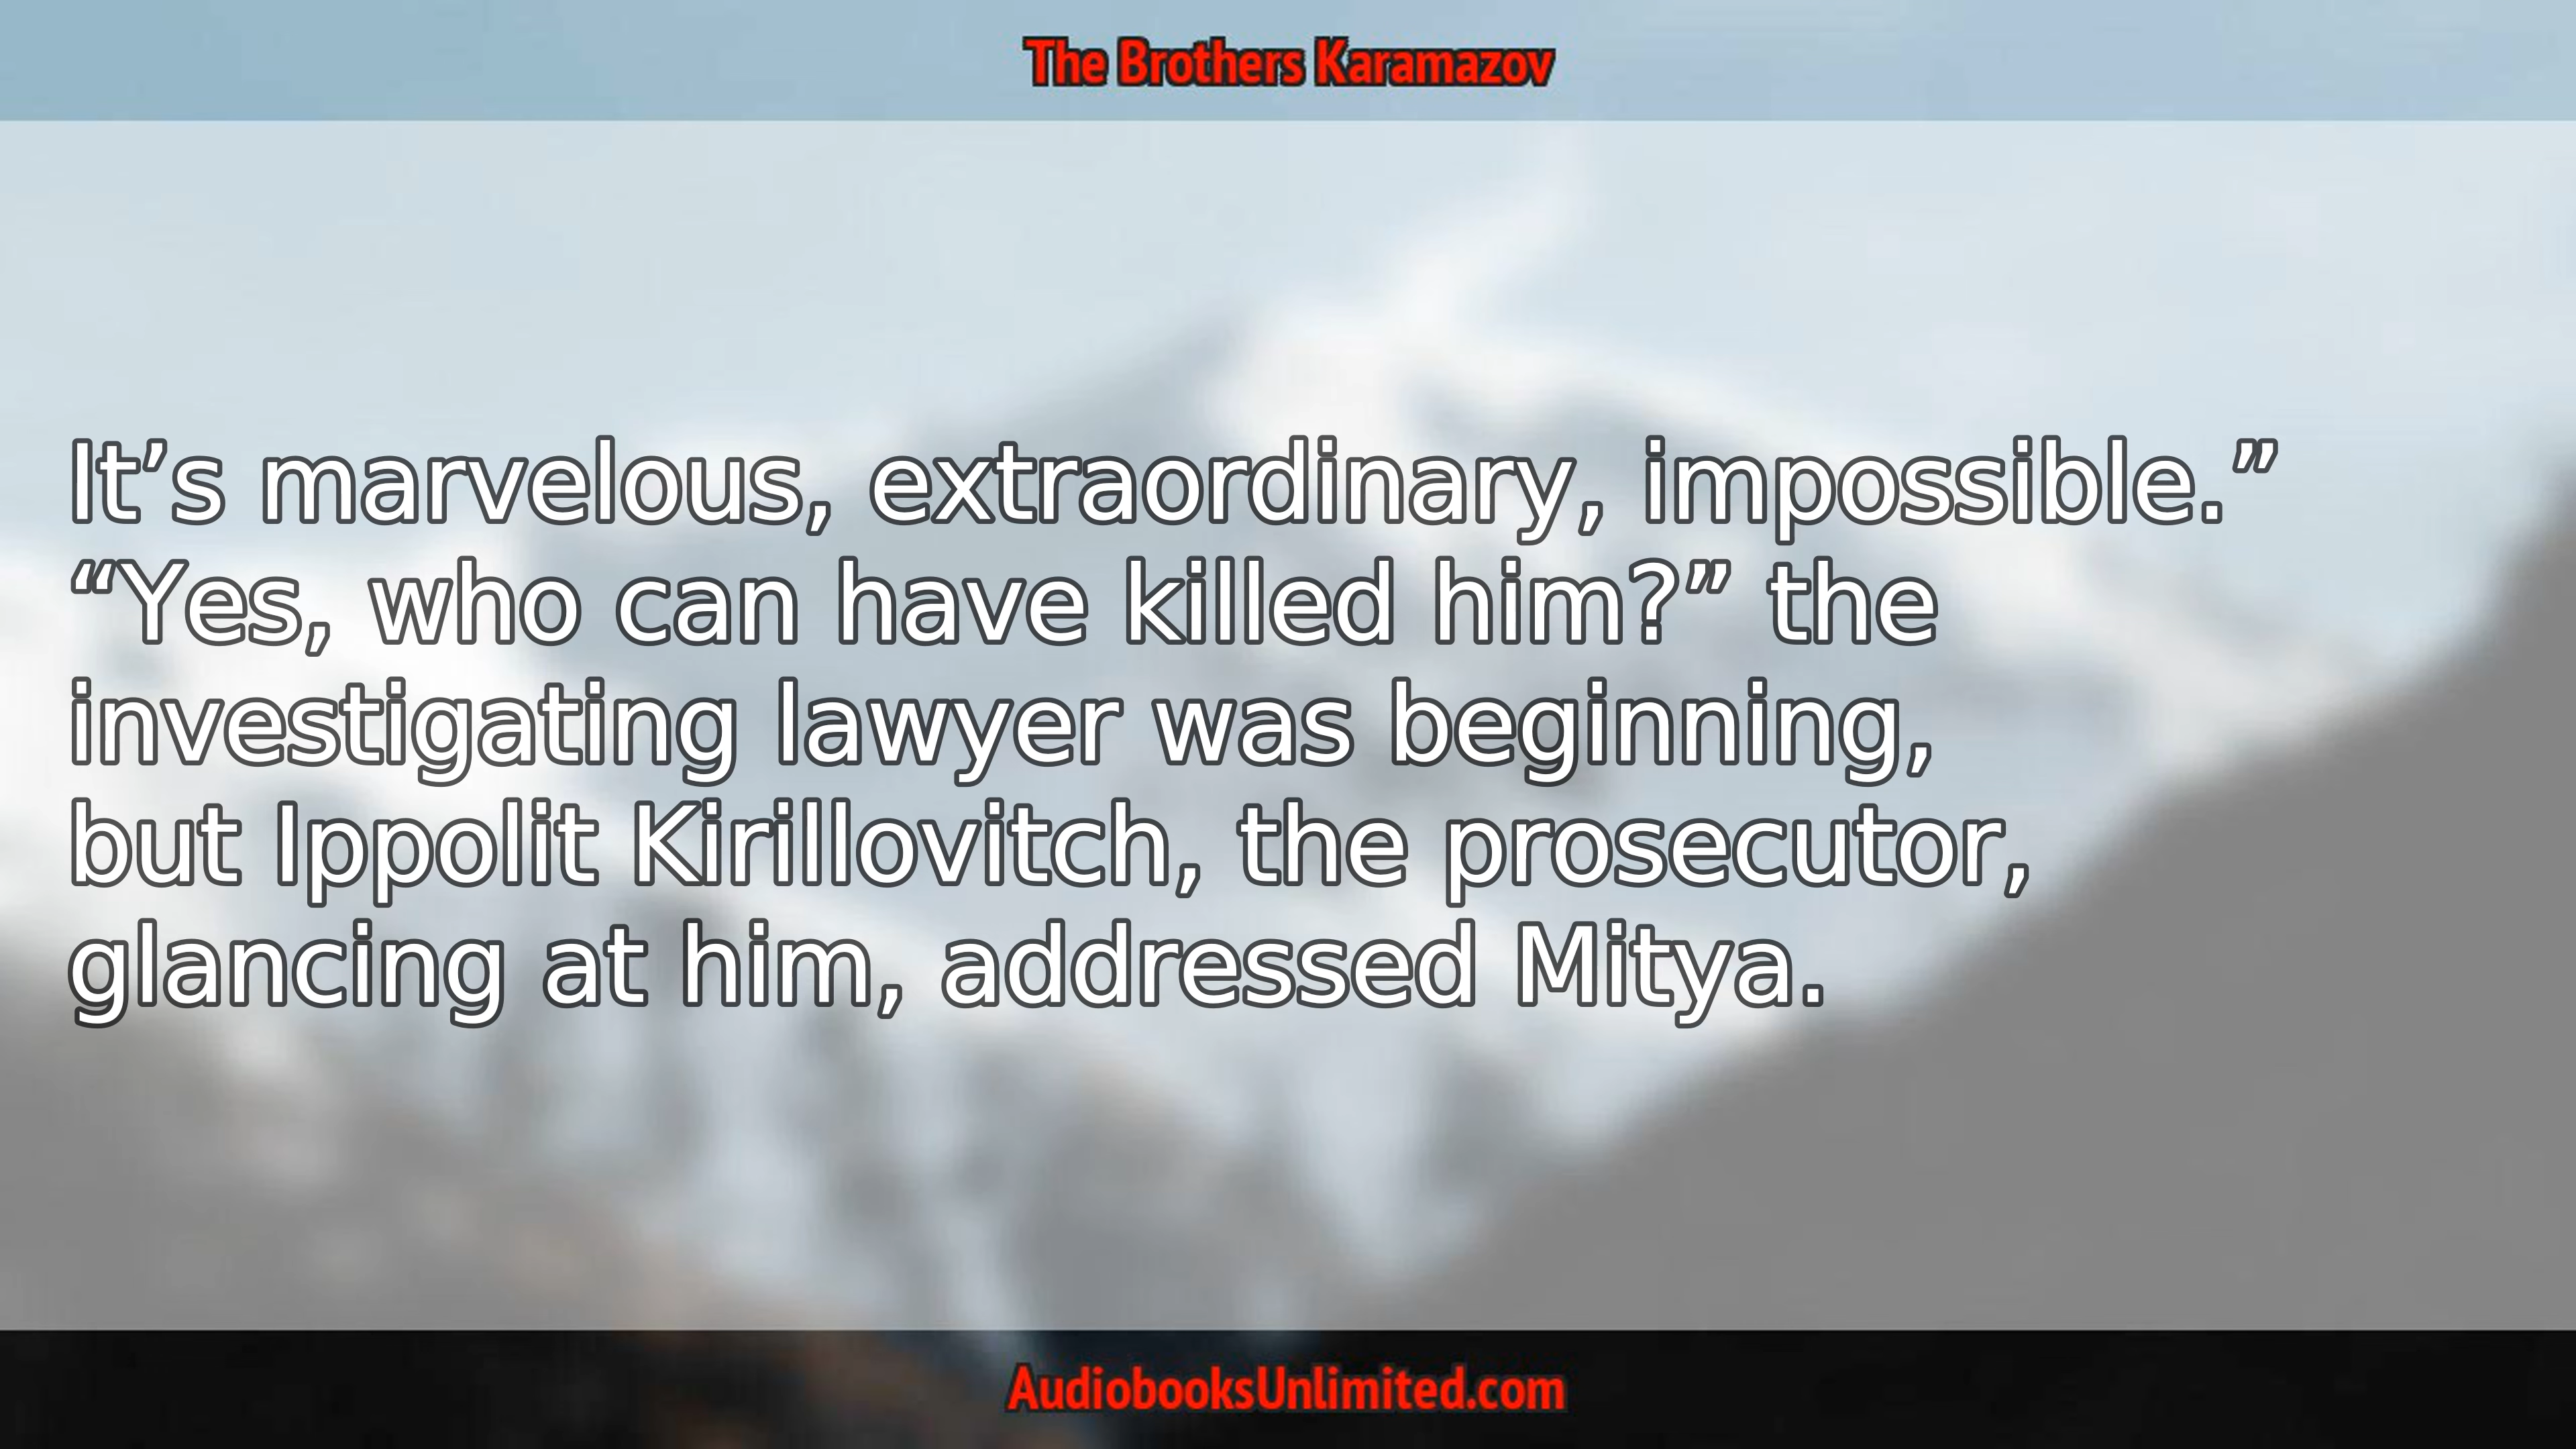 The Brothers Karamazov
It’s marvelous, extraordinary, impossible.”
“Yes, who can have killed him?” the
investigating lawyer was beginning,
but Ippolit Kirillovitch, the prosecutor,
glancing at him, addressed Mitya.
AudiobooksUnlimited.com